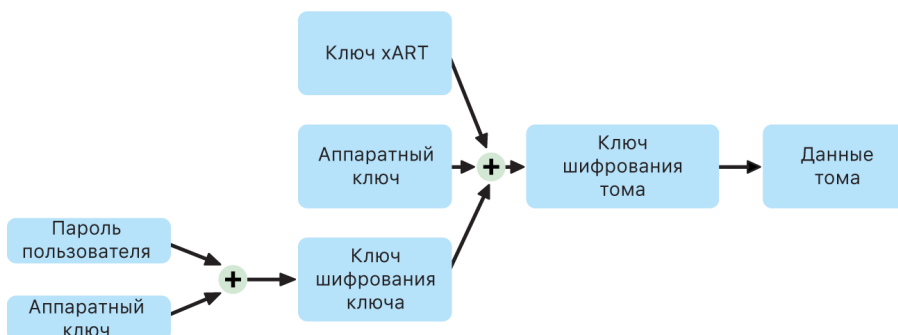 Ключ xART
Аппаратный
ключ
Ключ
шифрования
тома
Данные
тома
Пароль
пользователя
+
+
Ключ
шифрования
ключа
Аппаратный
ключ